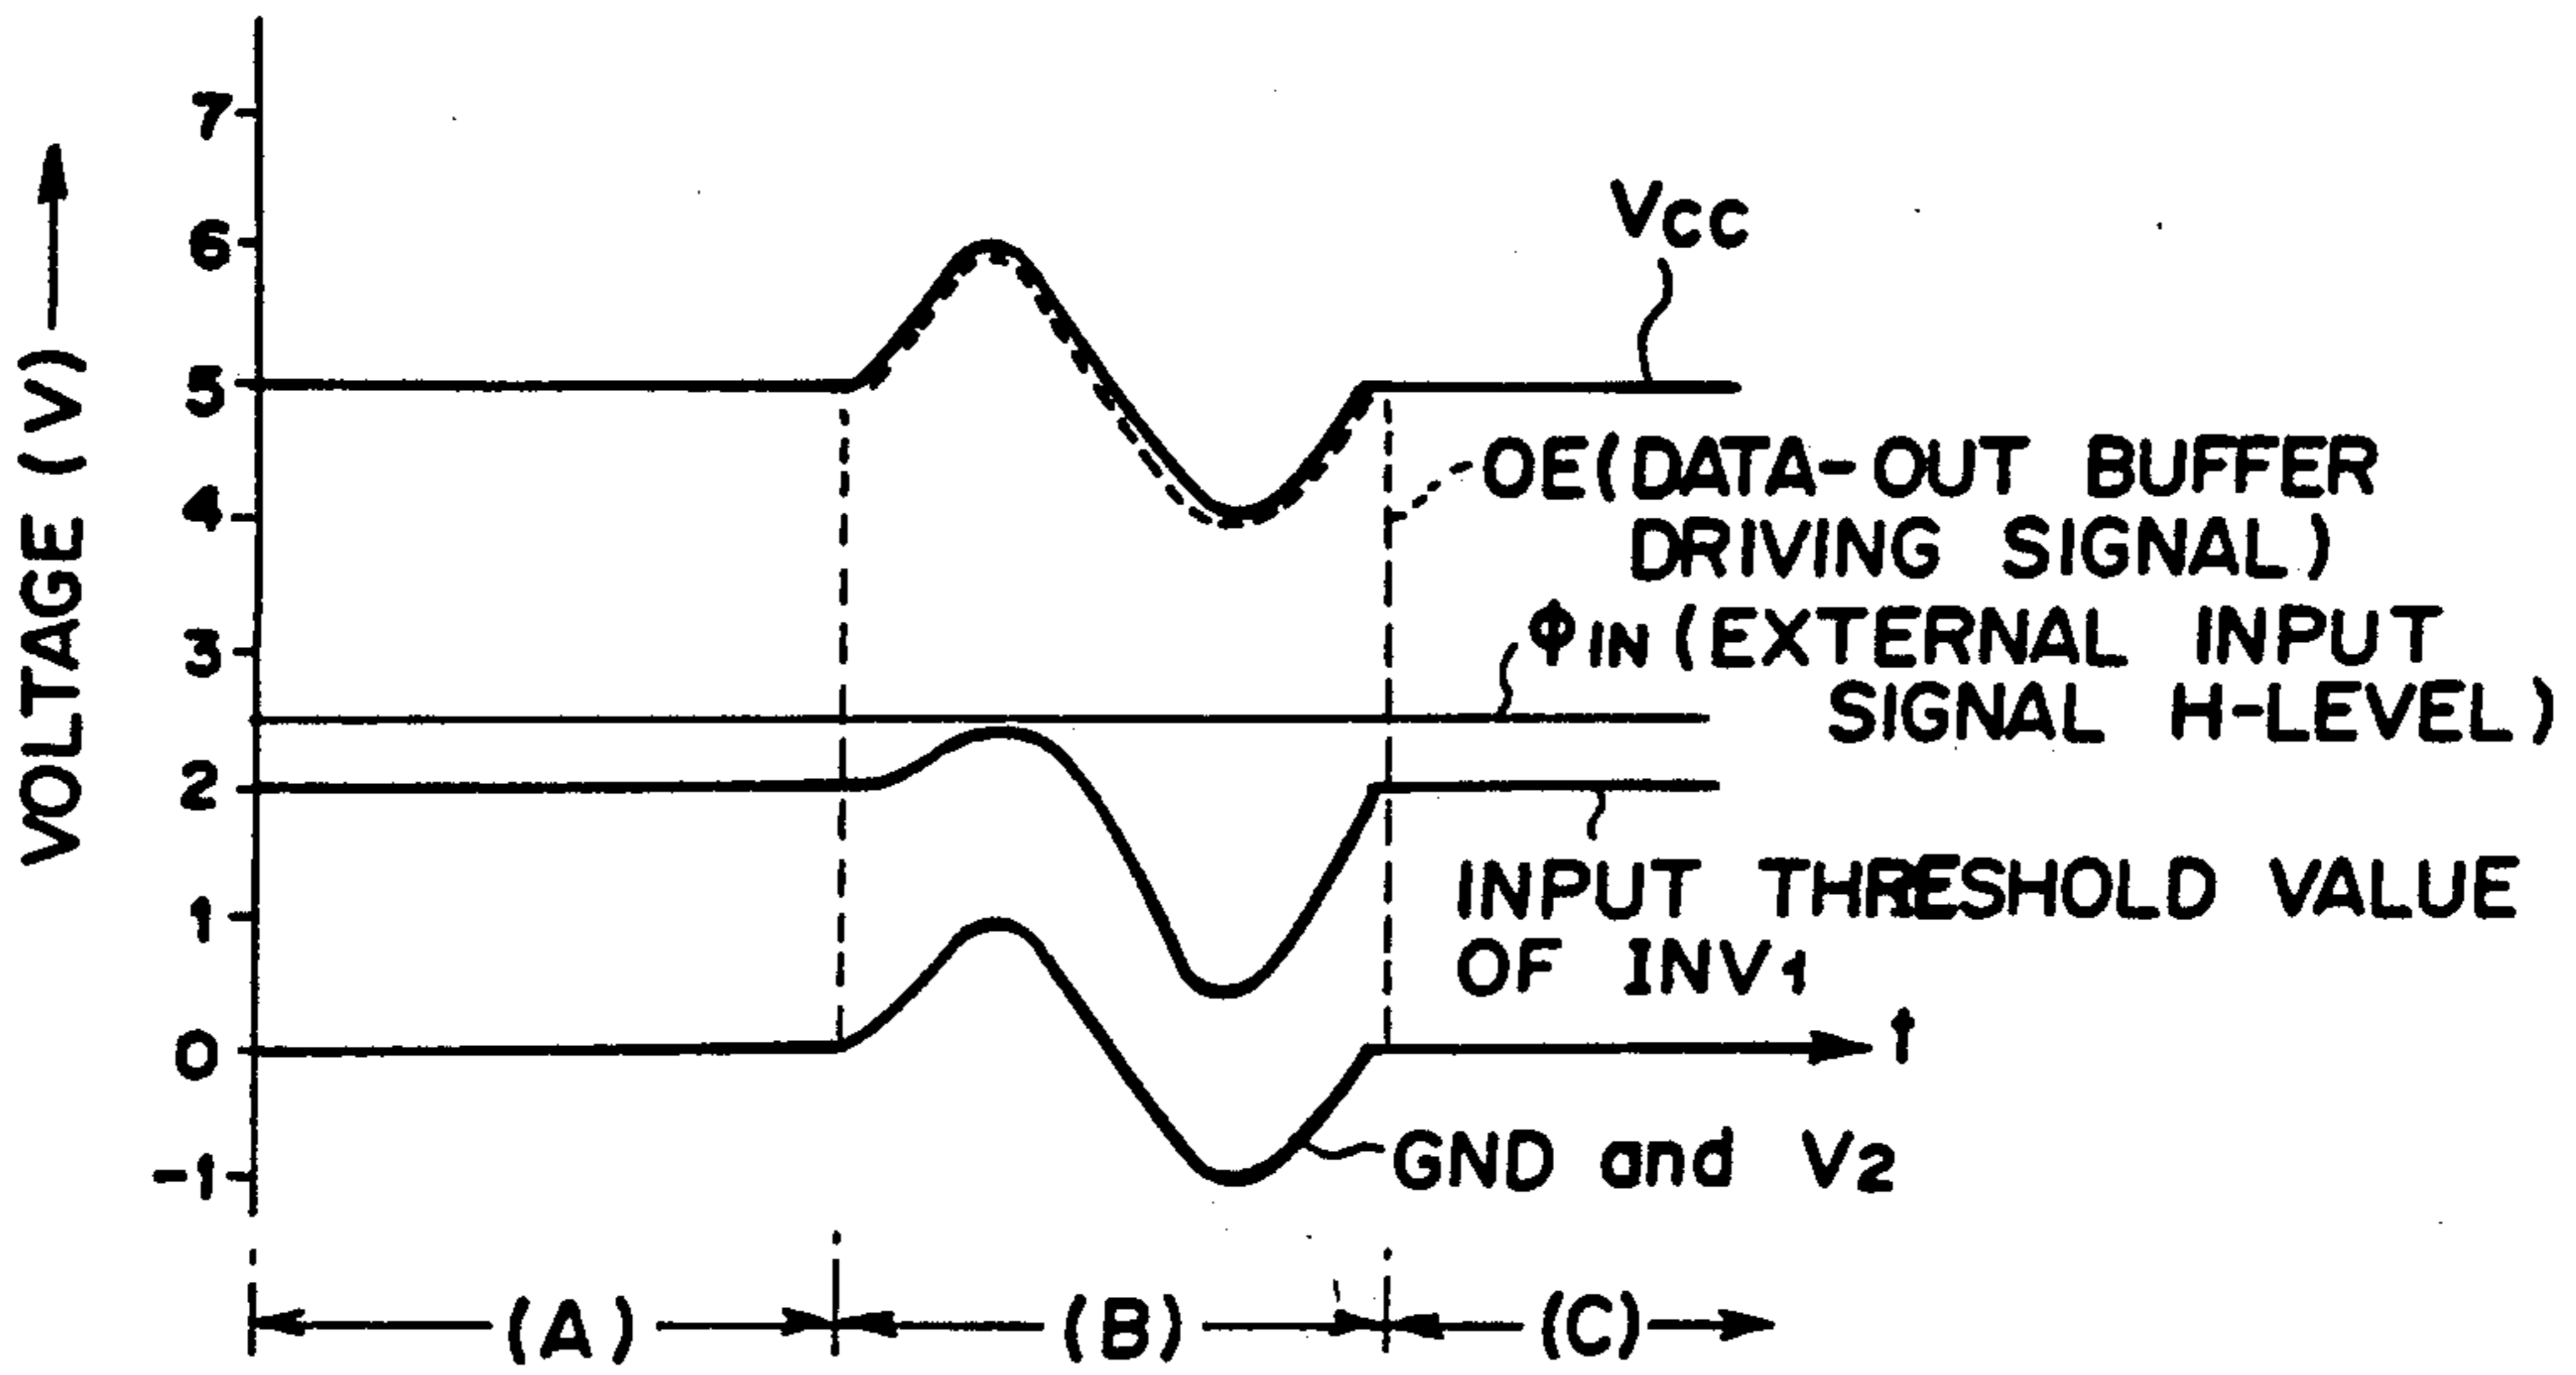 VOLTAGE (V)
7
6
5
4
3
2
1
0
-1
VCC
OE(DATA-OUT BUFFER
DRIVING SIGNAL)
ΦIN (EXTERNAL INPUT
SIGNAL H-LEVEL)
INPUT THRESHOLD VALUE
OF INV1
t
GND and V2
(A)
(B)
(C)